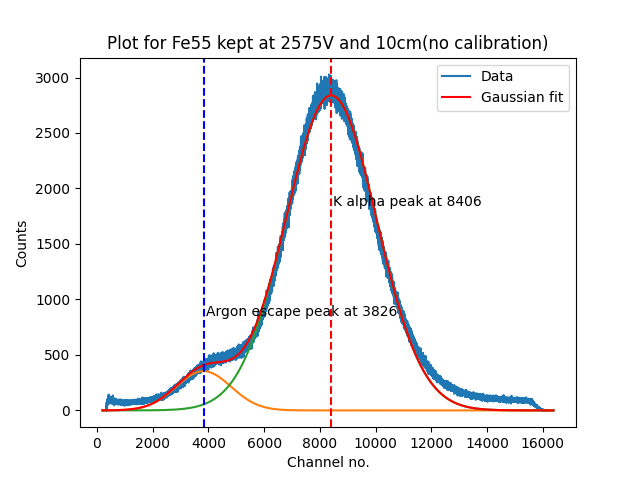 Plot for Fe55 kept at 2575V and 10cm(no calibration)
Data
Gaussian fit
K alpha peak at 8406
Argon escape peak at 3826
Counts
3000
2500
2000
1500
1000
500
0
0 2000 4000 6000 8000 10000 12000 14000 16000
Channel no.